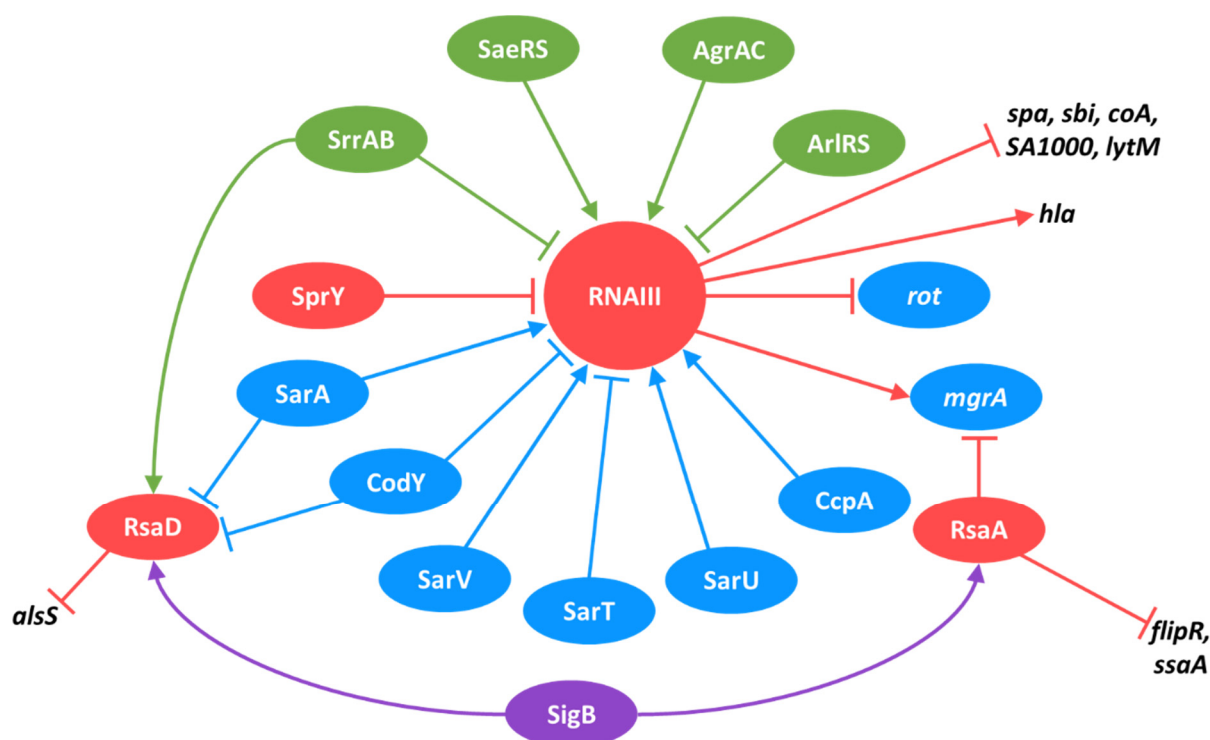 SaeRS
AgrAC
SrrAB
ArlRS
spa, sbi, coA,
SA1000, lytM
hla
SprY
RNAIII
rot
SarA
mgrA
CodY
CcpA
RsaD
RsaA
SarV
SarT
SarU
alsS
flipR,
ssaA
SigB